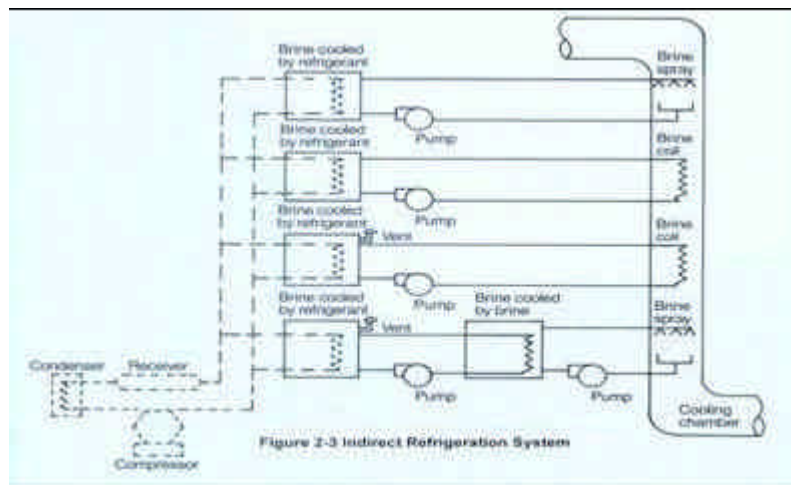 Brine cooled
by refrigerant
Brine
spray
Pump
Brine cooled
by refrigerant
Brine
coil
Pump
Brine cooled
by refrigerant
Vent
Brine
coil
Pump
Brine cooled
by refrigerant
Vent
Brine cooled
by brine
Brine
spray
Condenser
Receiver
Pump
Pump
Cooling
chamber
Compressor
Figure 2-3 Indirect Refrigeration System